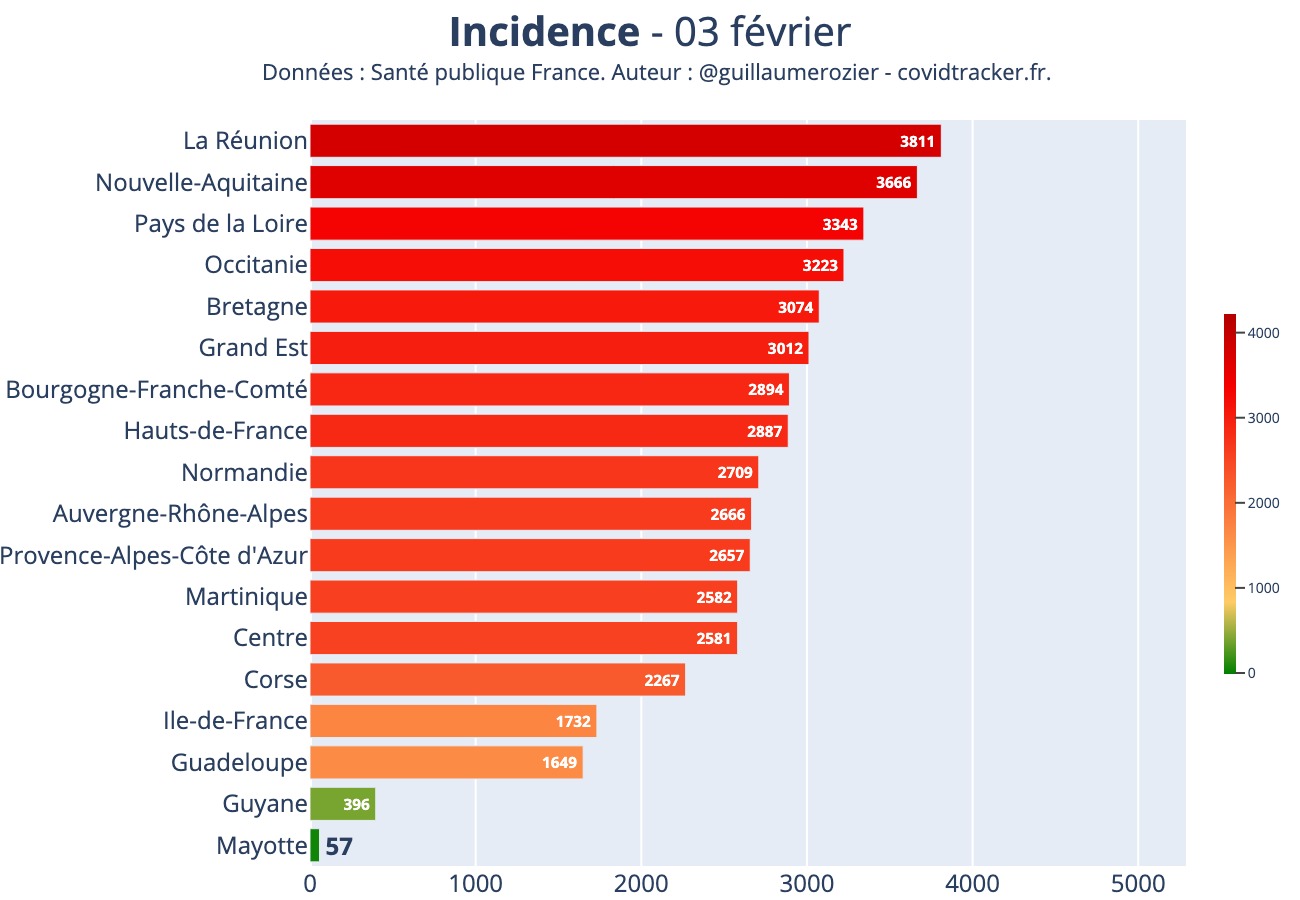 Incidence - 03 février
Données : Santé publique France. Auteur : @guillaumerozier - covidtracker.fr.
La Réunion 3811
Nouvelle-Aquitaine 3666
Pays de la Loire 3343
Occitanie 3223
Bretagne 3074
Grand Est 3012
Bourgogne-Franche-Comté 2894
Hauts-de-France 2887
Normandie 2709
Auvergne-Rhône-Alpes 2666
Provence-Alpes-Côte d'Azur 2657
Martinique 2582
Centre 2581
Corse 2267
Ile-de-France 1732
Guadeloupe 1649
Guyane 396
Mayotte 57
0 1000 2000 3000 4000 5000
4000
3000
2000
1000
0